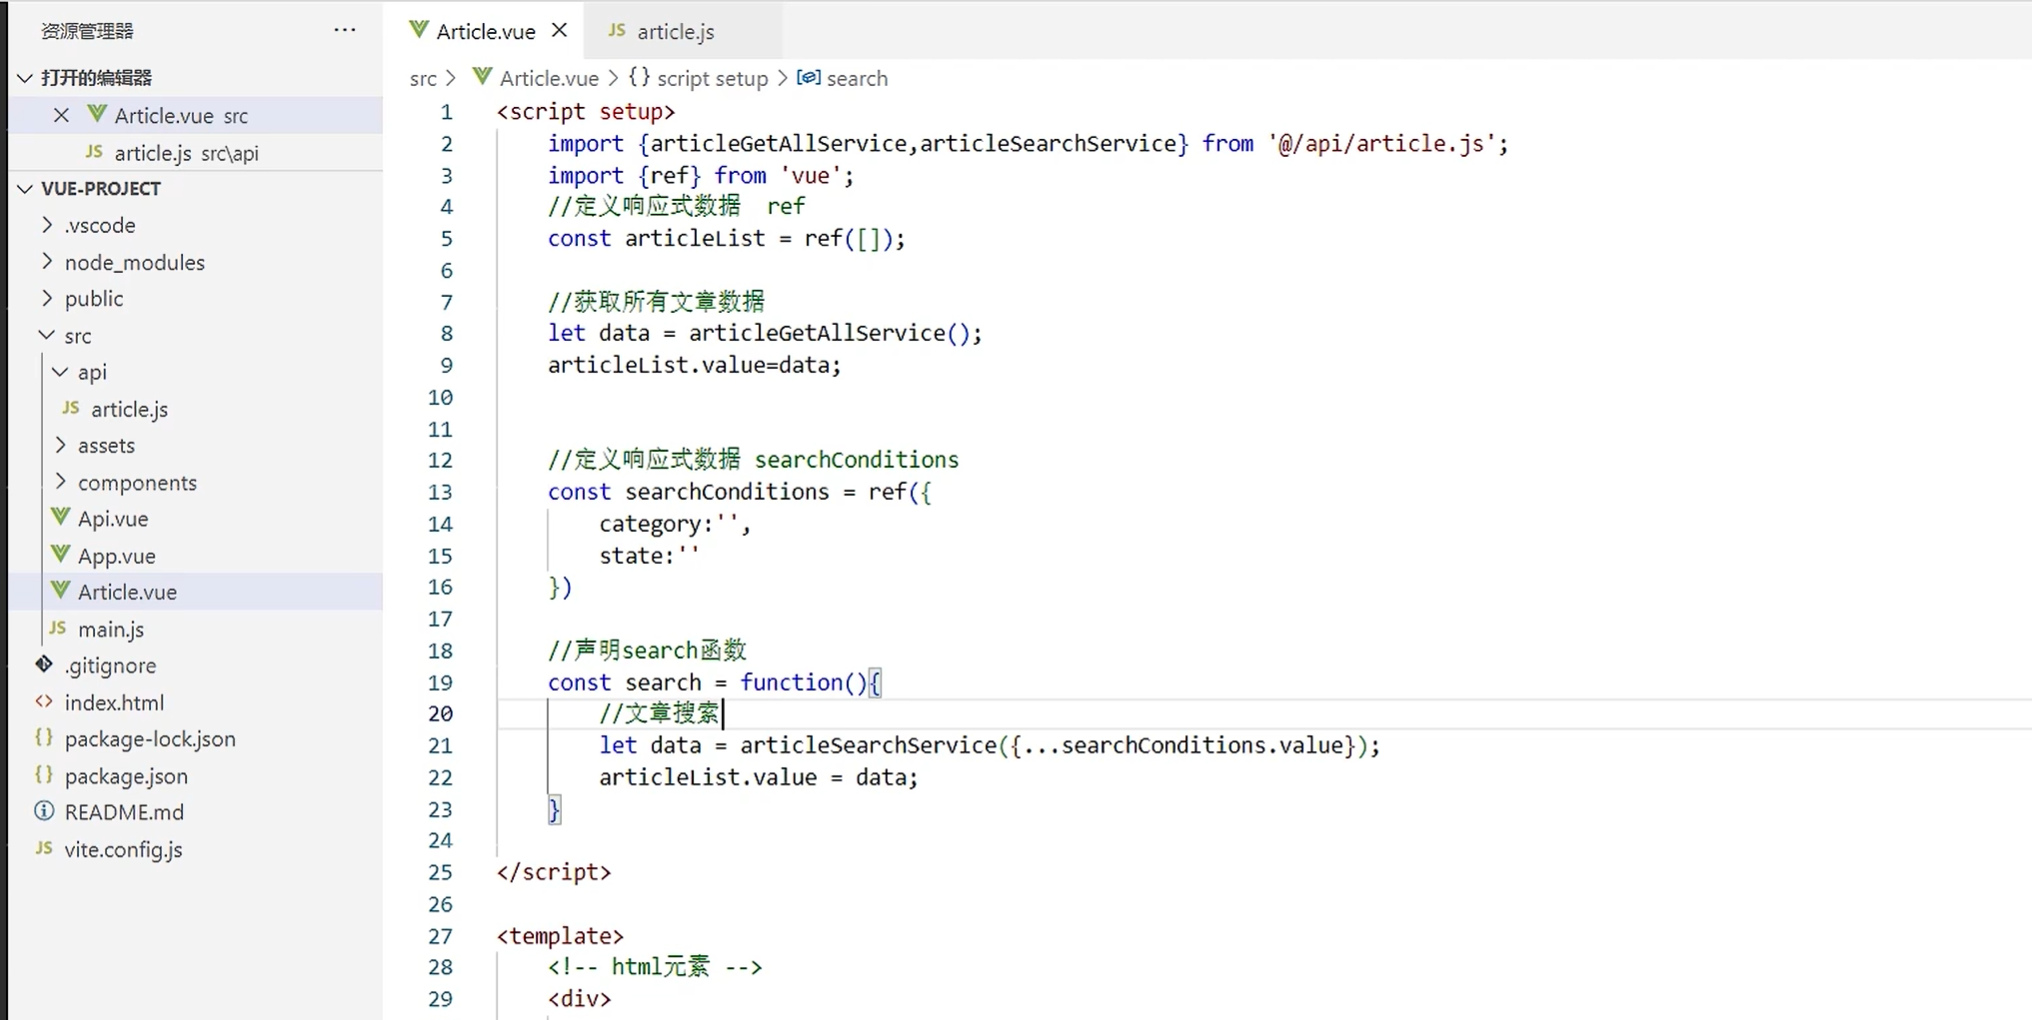 资源管理器 ...
打开的编辑器
Article.vue src
JS article.js src\api
VUE-PROJECT
.vscode
node_modules
public
src
api
JS article.js
assets
components
Api.vue
App.vue
Article.vue
JS main.js
.gitignore
<> index.html
{} package-lock.json
{} package.json
README.md
JS vite.config.js
Article.vue
JS article.js
src > Article.vue > {} script setup > search
1 <script setup>
2 import {articleGetAllService,articleSearchService} from '@/api/article.js';
3 import {ref} from 'vue';
4 //定义响应式数据  ref
5 const articleList = ref([]);
6
7 //获取所有文章数据
8 let data = articleGetAllService();
9 articleList.value=data;
10
11
12 //定义响应式数据 searchConditions
13 const searchConditions = ref({
14 category:'',
15 state:''
16 })
17
18 //声明search函数
19 const search = function(){
20 //文章搜索
21 let data = articleSearchService({...searchConditions.value});
22 articleList.value = data;
23 }
24
25 </script>
26
27 <template>
28 <!-- html元素 -->
29 <div>